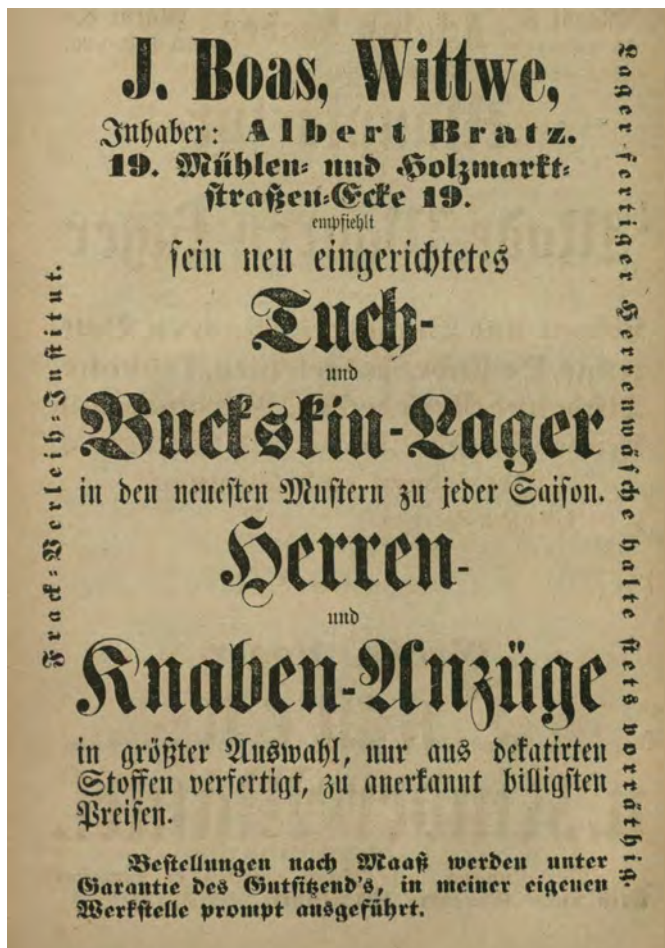 J. Boas, Wittwe,
Inhaber: Albert Bratz.
19. Mühlen- und Holzmarkt-
straßen-Ecke 19.
empfiehlt
sein neu eingerichtetes
Tuch-
und
Buckskin-Lager
in den neuesten Mustern zu jeder Saison.
Herren-
und
Knaben-Anzüge
in größter Auswahl, nur aus dekatirten
Stoffen verfertigt, zu anerkannt billigsten
Preisen.
Bestellungen nach Maaß werden unter
Garantie des Gutsitzend's, in meiner eigenen
Werkstelle prompt ausgeführt.
Frack-Verleih-Institut.
Lager fertiger Herrenwäsche halte stets vorräthig.